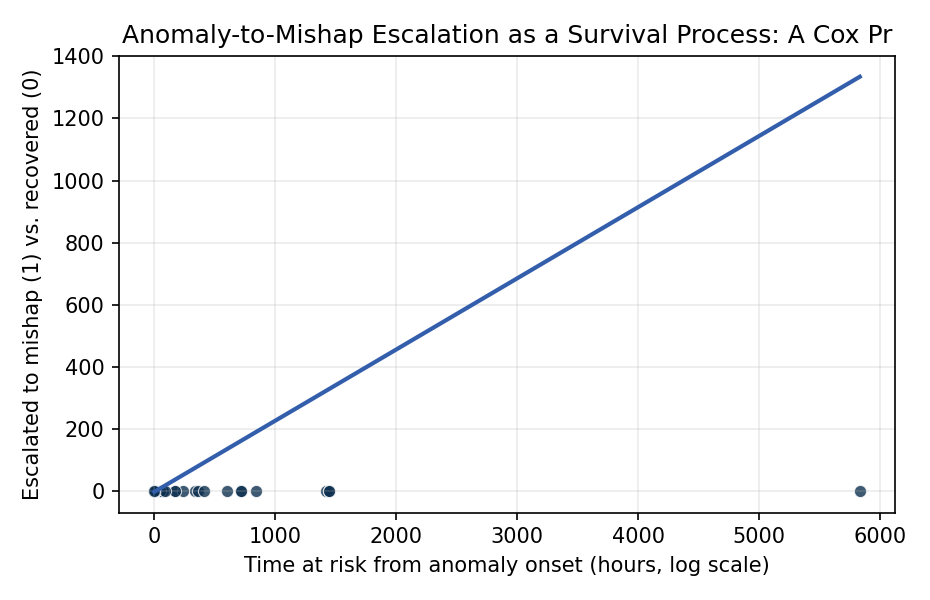 Anomaly-to-Mishap Escalation as a Survival Process: A Cox Pr
1400
1200
1000
800
600
400
200
0
Escalated to mishap (1) vs. recovered (0)
0 1000 2000 3000 4000 5000 6000
Time at risk from anomaly onset (hours, log scale)